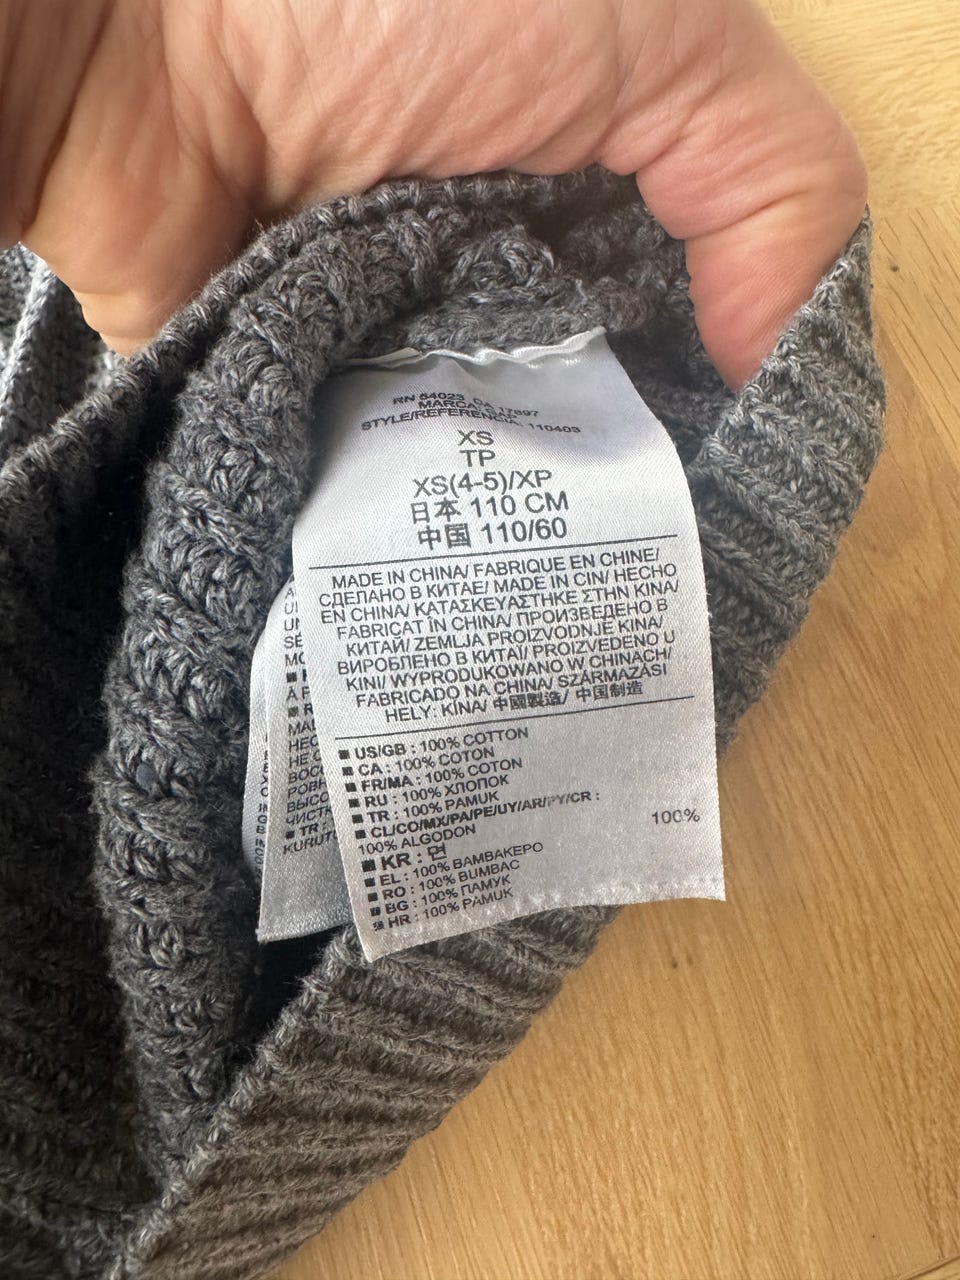 RN 54023 CA 17897
MARCA: GAP
STYLE/REFERENCIA: 110403
XS
TP
XS(4-5)/XP
日本 110 CM
中国 110/60
MADE IN CHINA/ FABRIQUE EN CHINE/
СДЕЛАНО В КИТАЕ/ MADE IN CIN/ HECHO
EN CHINA/ ΚΑΤΑΣΚΕΥΑΣΤΗΚΕ ΣΤΗΝ ΚΙΝΑ/
FABRICAT ÎN CHINA/ ПРОИЗВЕДЕНО В
КИТАЙ/ ZEMLJA PROIZVODNJE KINA/
ВИРОБЛЕНО В КИТАЇ/ PROIZVEDENO U
KINI/ WYPRODUKOWANO W CHINACH/
FABRICADO NA CHINA/ SZÁRMAZÁSI
HELY: KÍNA/ 中國製造/ 中国制造
US/GB : 100% COTTON
CA : 100% COTON
FR/MA : 100% COTON
RU : 100% ХЛОПОК
TR : 100% PAMUK
CL/CO/MX/PA/PE/UY/AR/PY/CR :
100% ALGODON
100%
KR : 면
EL : 100% ΒΑΜΒΑΚΕΡΟ
RO : 100% BUMBAC
BG : 100% ПАМУК
HR : 100% PAMUK